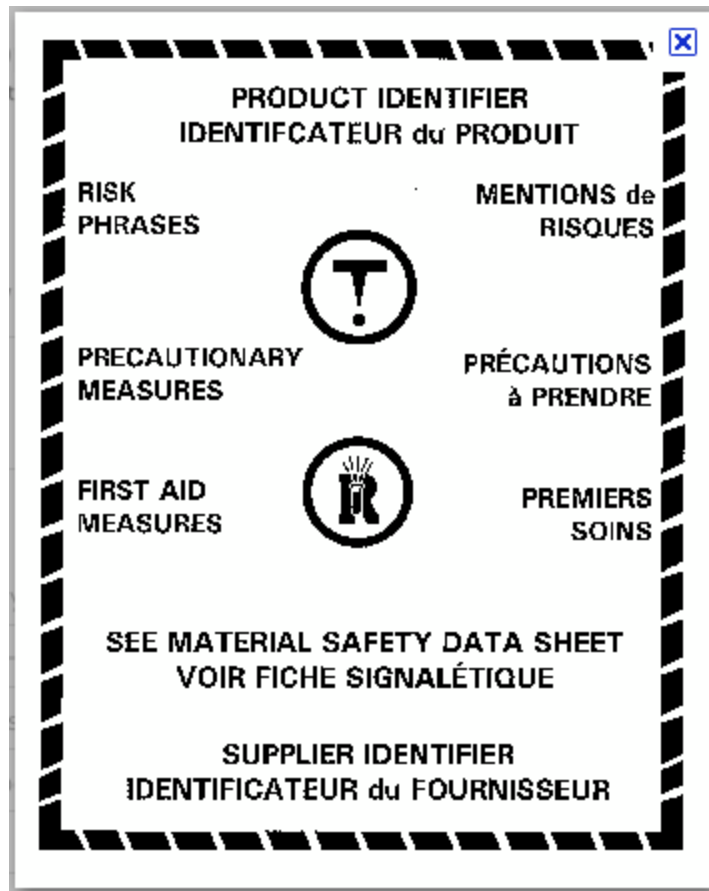 PRODUCT IDENTIFIER
IDENTIFCATEUR du PRODUIT
RISK
PHRASES
MENTIONS de
RISQUES
PRECAUTIONARY
MEASURES
PRÉCAUTIONS
à PRENDRE
R
FIRST AID
MEASURES
PREMIERS
SOINS
SEE MATERIAL SAFETY DATA SHEET
VOIR FICHE SIGNALÉTIQUE
SUPPLIER IDENTIFIER
IDENTIFICATEUR du FOURNISSEUR